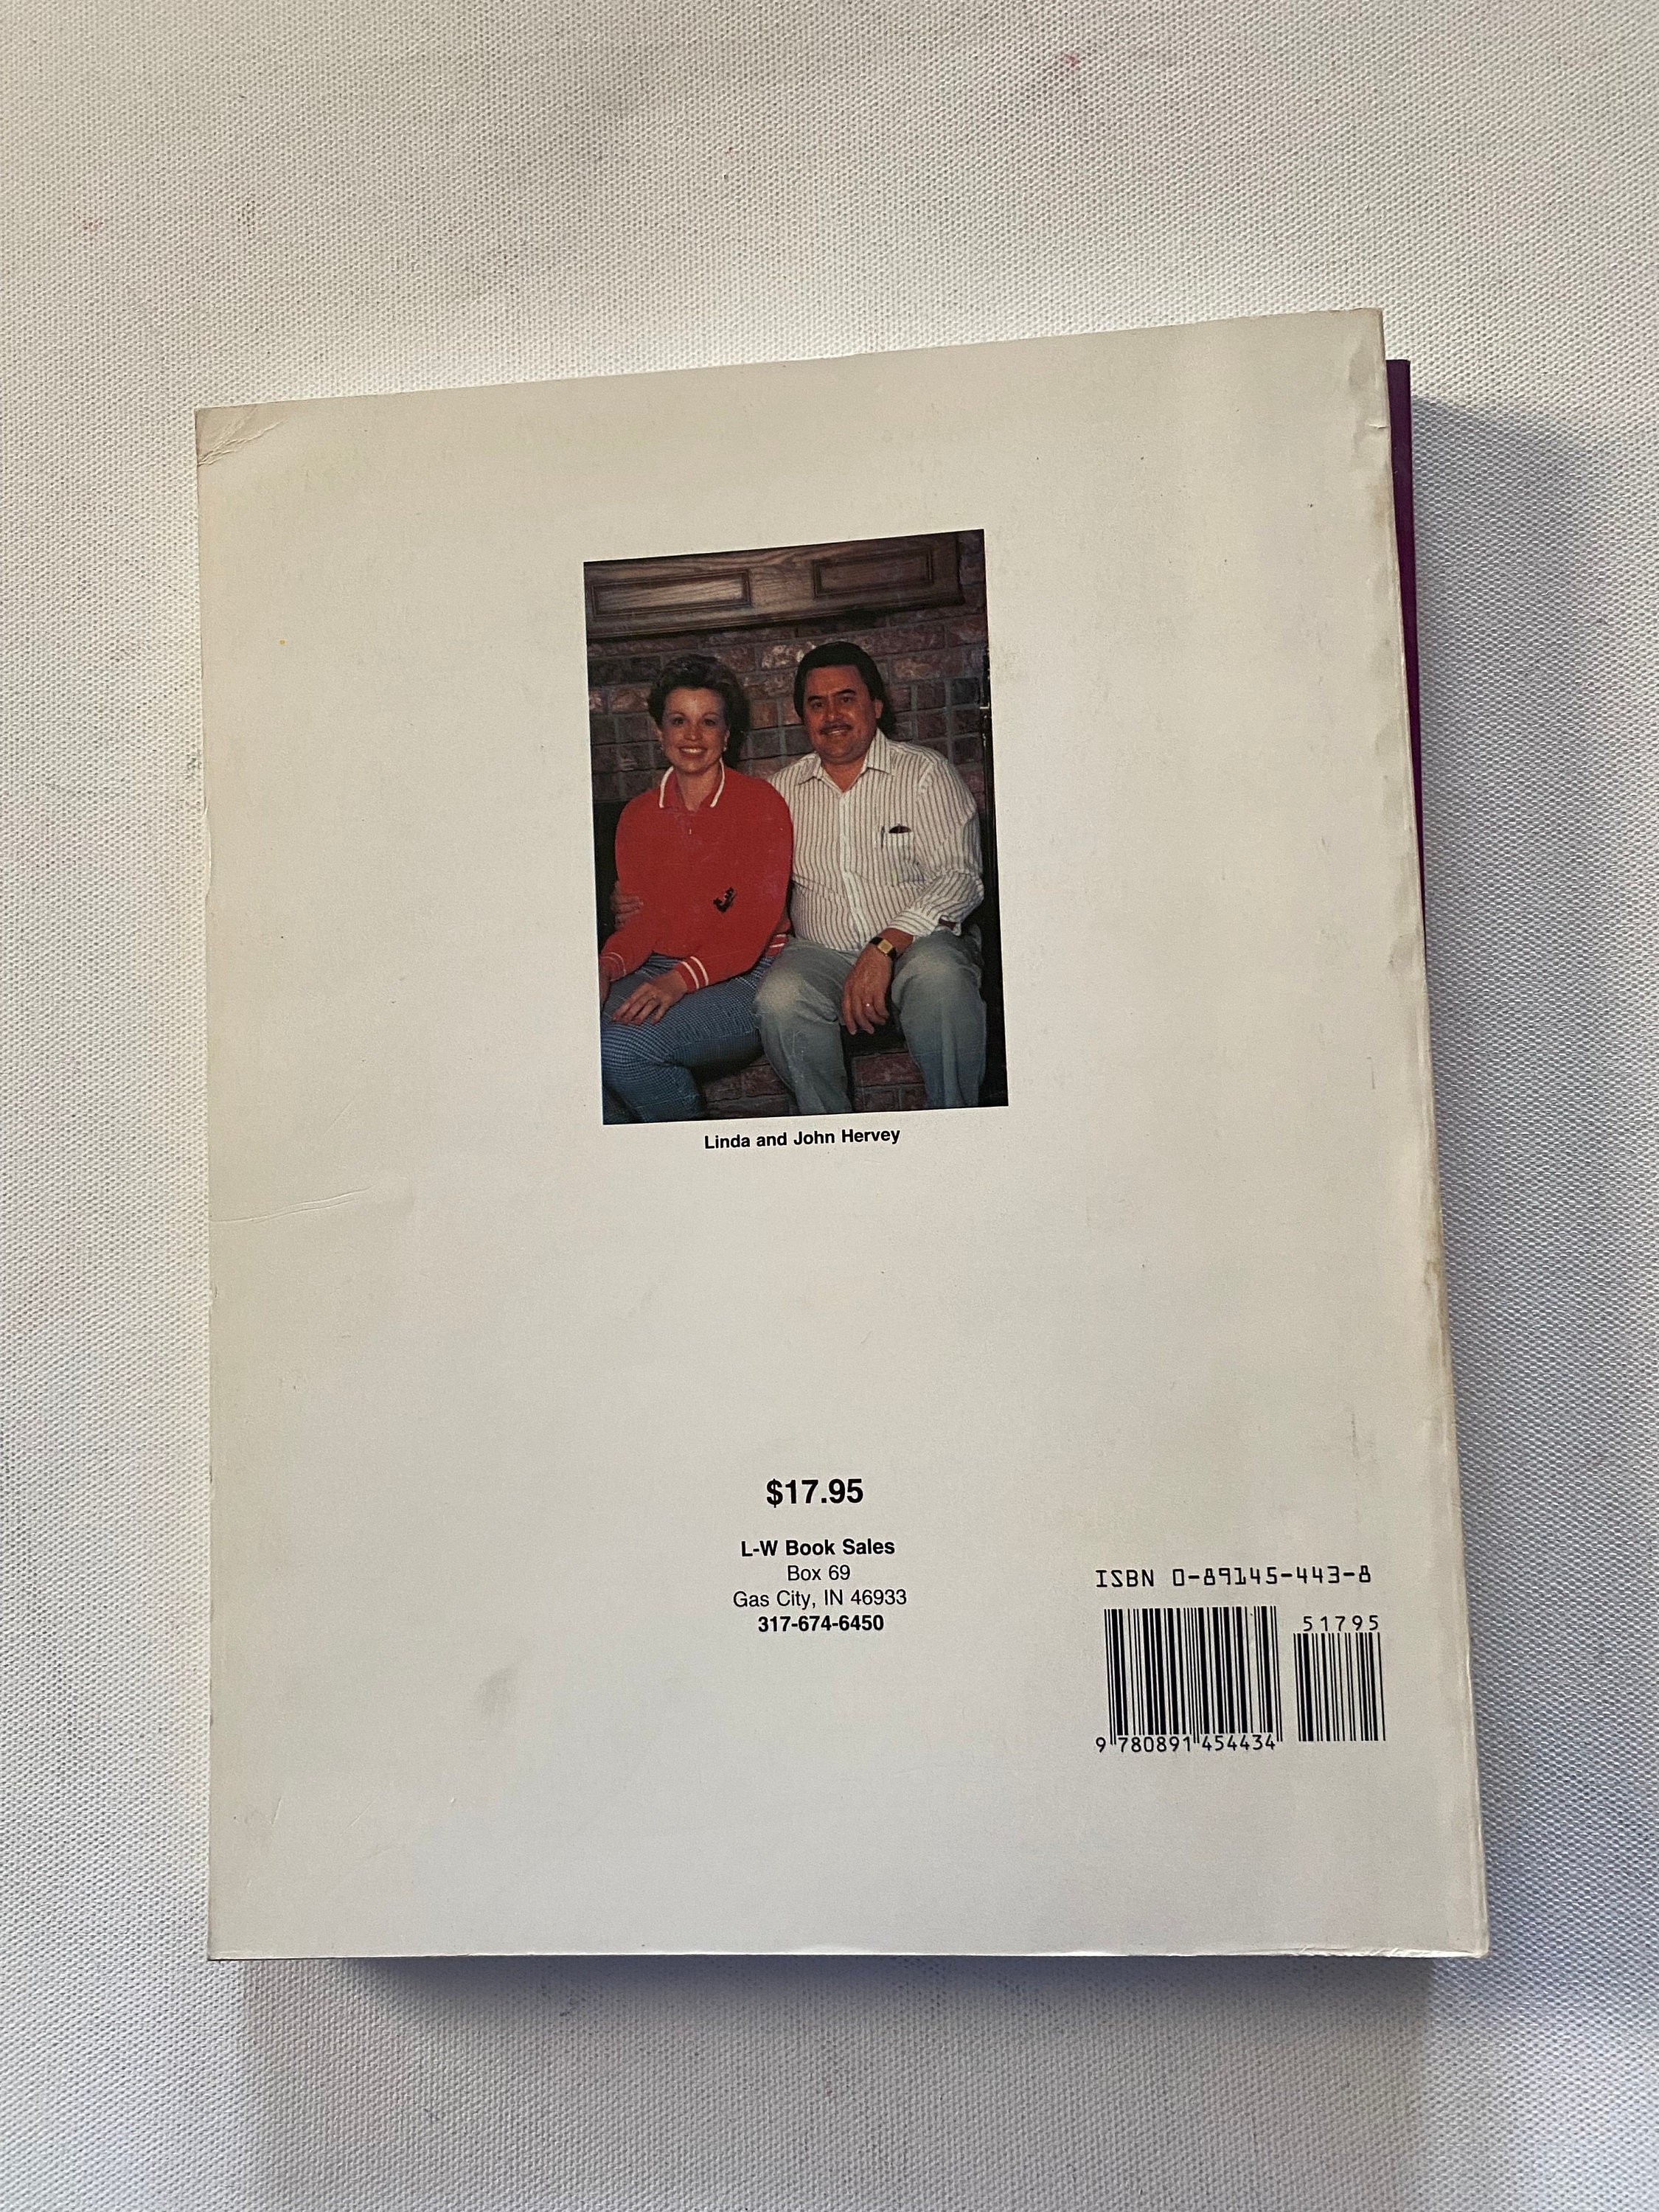 Linda and John Hervey
$17.95
L-W Book Sales
Box 69
Gas City, IN 46933
317-674-6450
ISBN 0-89145-443-8
51795
9 780891 454434